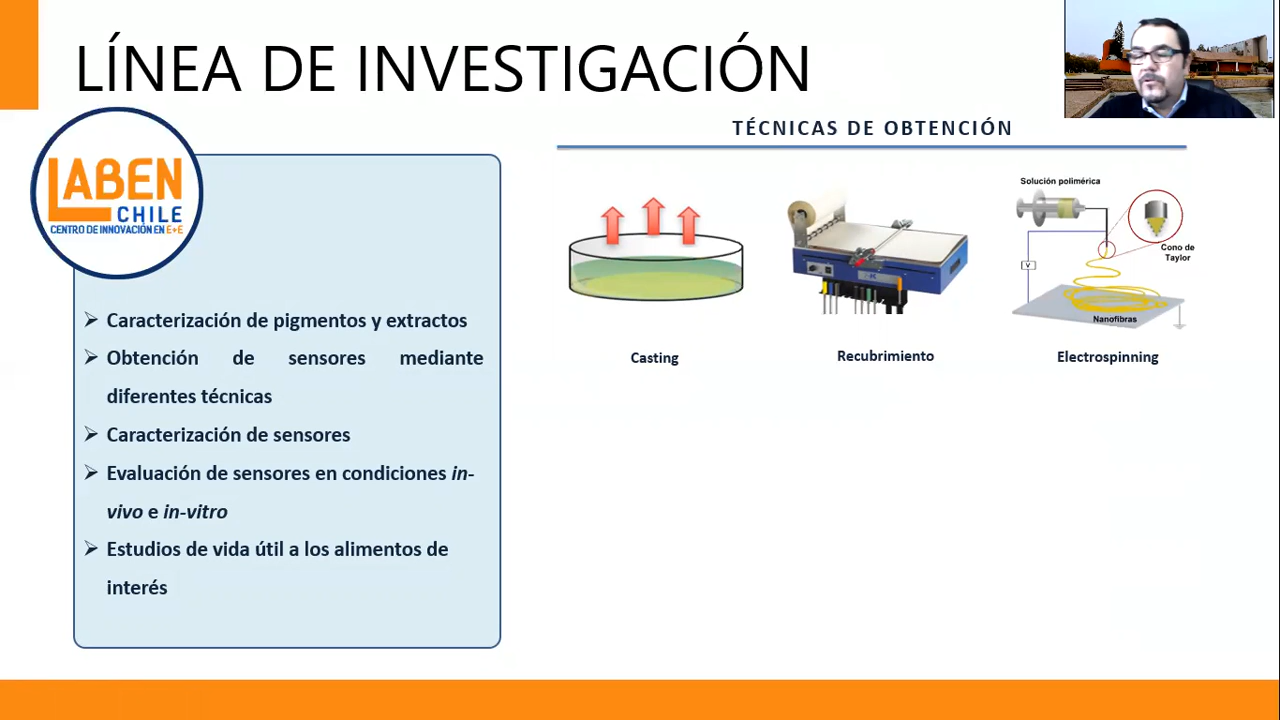 LÍNEA DE INVESTIGACIÓN
LABEN
CHILE
CENTRO DE INNOVACIÓN EN E+E
Caracterización de pigmentos y extractos
Obtención de sensores mediante
diferentes técnicas
Caracterización de sensores
Evaluación de sensores en condiciones in-
vivo e in-vitro
Estudios de vida útil a los alimentos de
interés
TÉCNICAS DE OBTENCIÓN
Casting
Recubrimiento
Solución polimérica
Cono de
Taylor
V
Nanofibras
Electrospinning